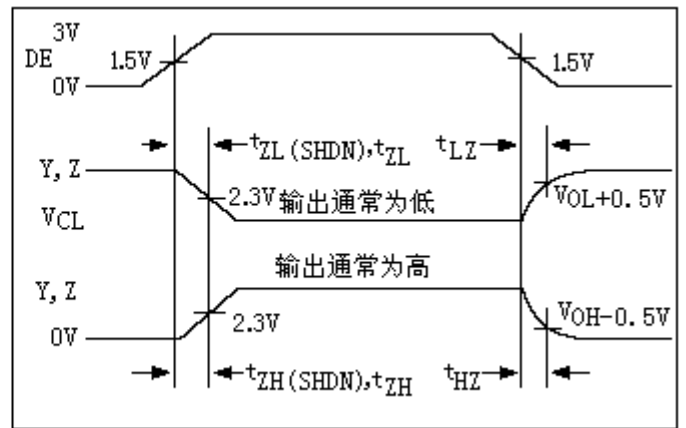 3V
DE
1.5V
1.5V
0V
tZL(SHDN),tZL
tLZ
Y, Z
2.3V
输出通常为低
VOL+0.5V
VCL
输出通常为高
Y, Z
2.3V
VOH-0.5V
0V
tZH(SHDN),tZH
tHZ